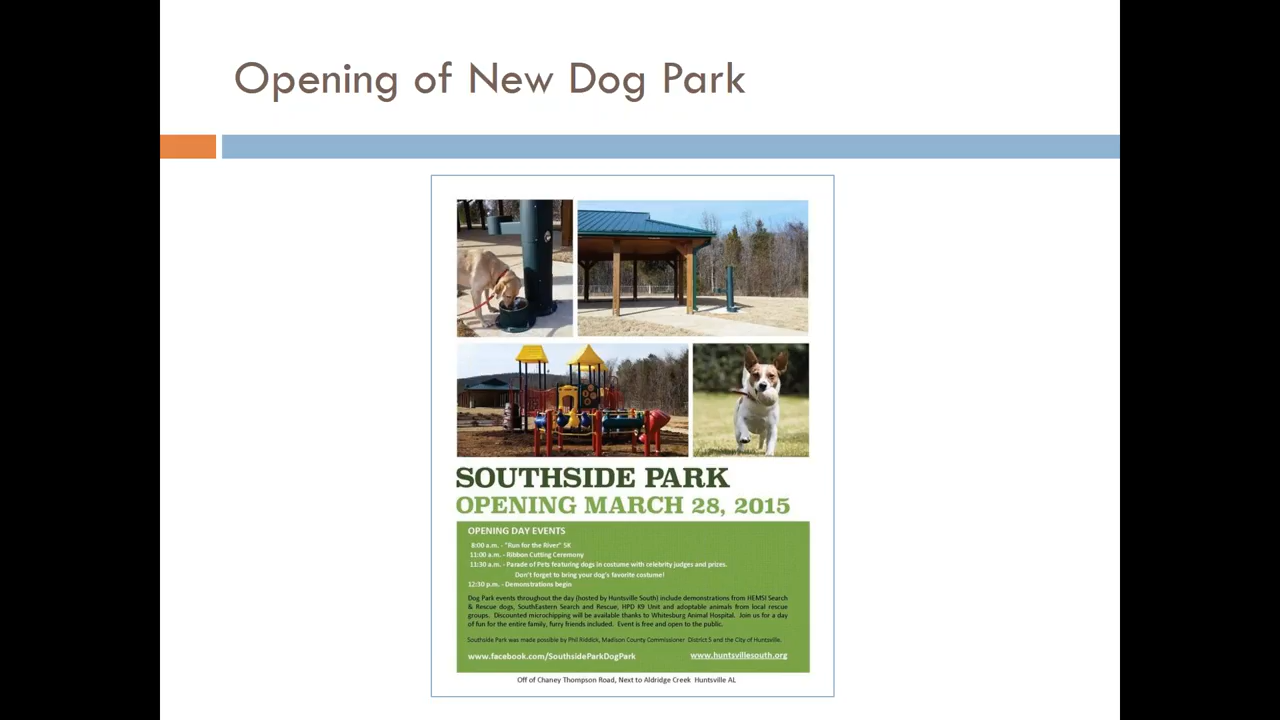 Opening of New Dog Park
SOUTHSIDE PARK
OPENING MARCH 28, 2015
OPENING DAY EVENTS
8:00 a.m. - "Run for the River" 5K
11:00 a.m. - Ribbon Cutting Ceremony
11:30 a.m. - Parade of Pets featuring dogs in costume with celebrity judges and prizes.
Don't forget to bring your dog's favorite costume!
12:30 p.m. - Demonstrations begin
Dog Park events throughout the day (hosted by Huntsville South) include demonstrations from HEMSI Search
& Rescue dogs, SouthEastern Search and Rescue, HPD K9 Unit and adoptable animals from local rescue
groups. Discounted microchipping will be available thanks to Whitesburg Animal Hospital. Join us for a day
of fun for the entire family, furry friends included. Event is free and open to the public.
Southside Park was made possible by Phil Riddick, Madison County Commissioner District 5 and the City of Huntsville.
www.facebook.com/SouthsideParkDogPark
www.huntsvillesouth.org
Off of Chaney Thompson Road, Next to Aldridge Creek Huntsville AL